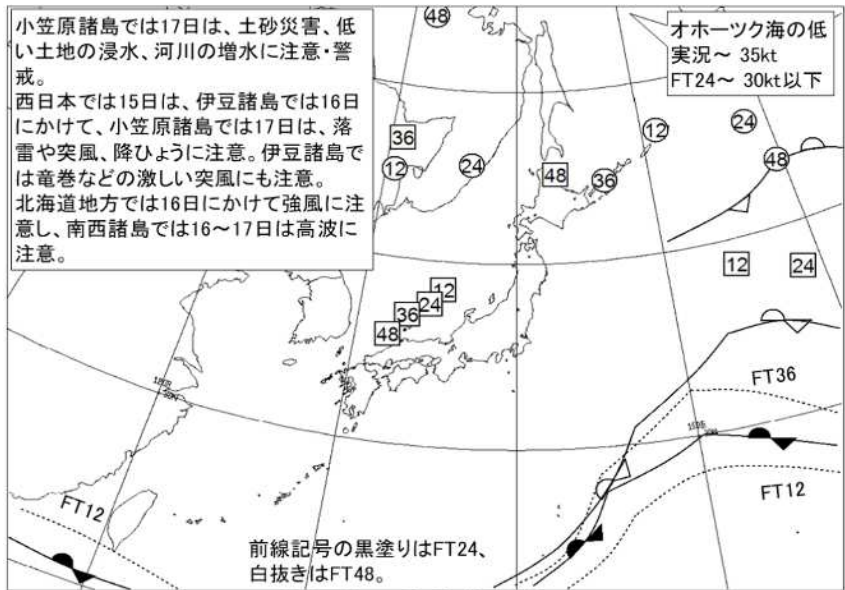 小笠原諸島では17日は、土砂災害、低
い土地の浸水、河川の増水に注意・警
戒。
西日本では15日は、伊豆諸島では16日
にかけて、小笠原諸島では17日は、落
雷や突風、降ひょうに注意。伊豆諸島で
は竜巻などの激しい突風にも注意。
北海道地方では16日にかけて強風に注
意し、南西諸島では16～17日は高波に
注意。
オホーツク海の低
実況～ 35kt
FT24～ 30kt以下
48
36
12
24
48
36
12
24
48
12
24
12
24
36
48
FT36
FT12
FT12
前線記号の黒塗りはFT24、
白抜きはFT48。